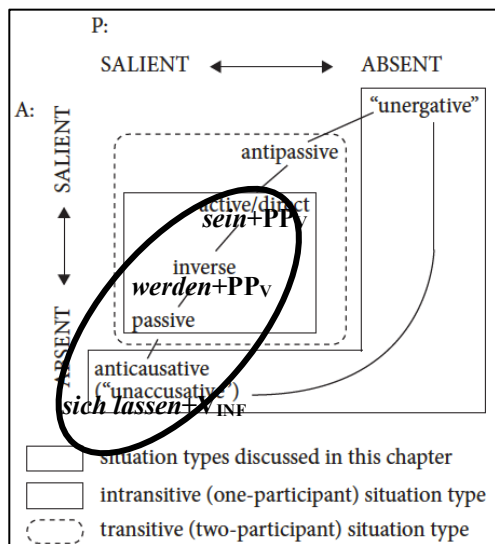 P:
SALIENT ABSENT
A:
SALIENT
ABSENT
“unergative”
antipassive
active/direct
sein+PPV
inverse
werden+PPV
passive
anticausative
(“unaccusative”)
sich lassen+VINF
situation types discussed in this chapter
intransitive (one-participant) situation type
transitive (two-participant) situation type